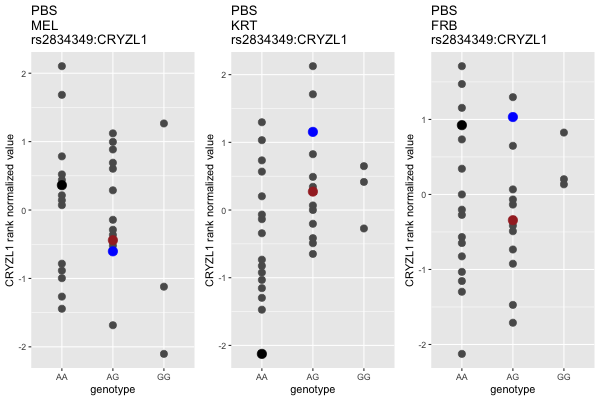 PBS
MEL
rs2834349:CRYZL1
CRYZL1 rank normalized value
2
1
0
-1
-2
AA AG GG
genotype
PBS
KRT
rs2834349:CRYZL1
CRYZL1 rank normalized value
2
1
0
-1
-2
AA AG GG
genotype
PBS
FRB
rs2834349:CRYZL1
CRYZL1 rank normalized value
1
0
-1
-2
AA AG GG
genotype